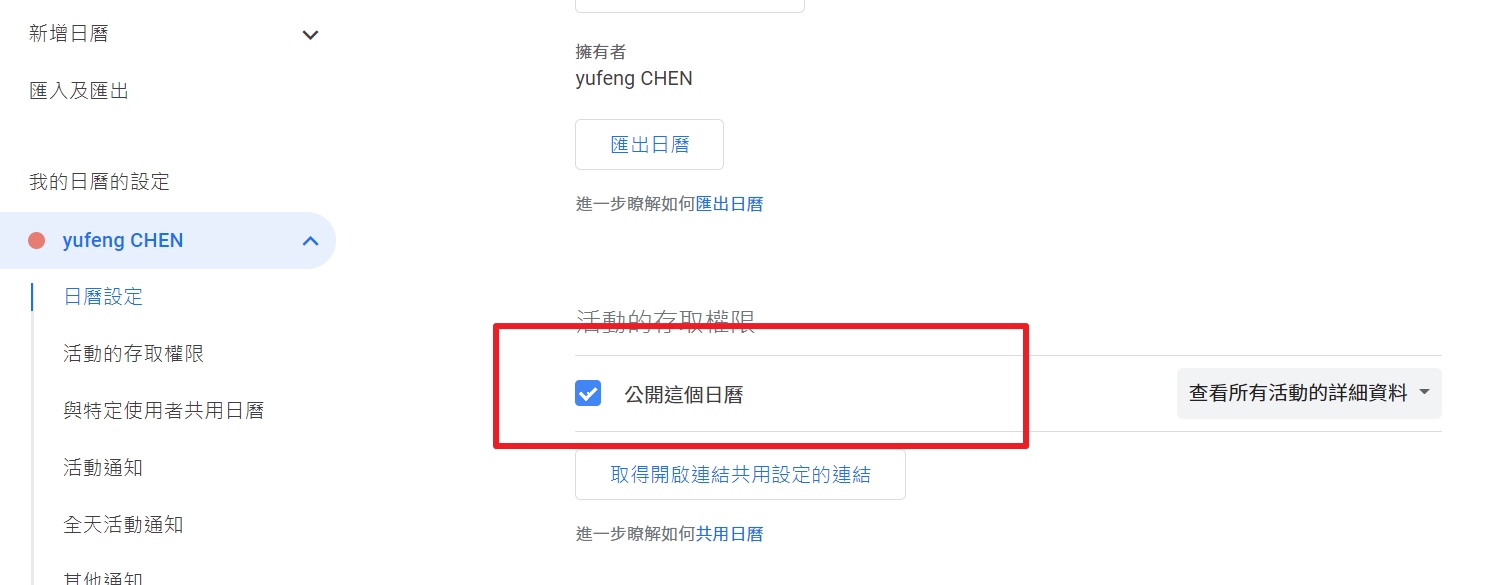 新增日曆
匯入及匯出
我的日曆的設定
yufeng CHEN
日曆設定
活動的存取權限
與特定使用者共用日曆
活動通知
全天活動通知
其他通知
擁有者
yufeng CHEN
匯出日曆
進一步瞭解如何匯出日曆
活動的存取權限
公開這個日曆
查看所有活動的詳細資料
取得開啟連結共用設定的連結
進一步瞭解如何共用日曆